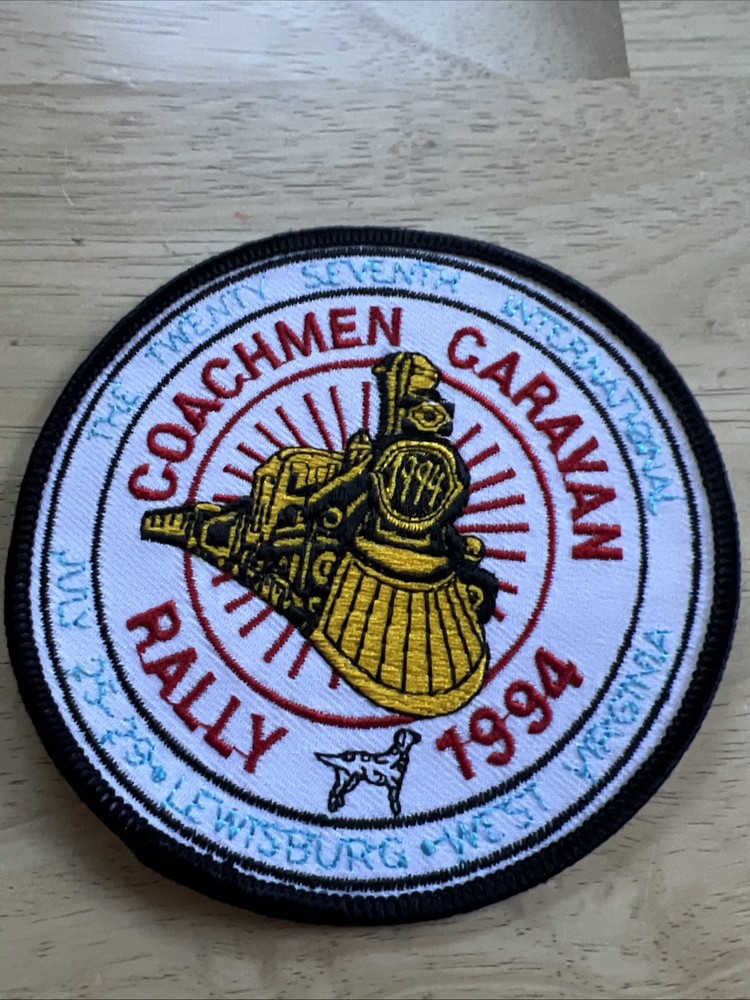 THE TWENTY SEVENTH INTERNATIONAL
COACHMEN CARAVAN
1994
RALLY 1994
JULY 25-29 • LEWISBURG • WEST VIRGINIA